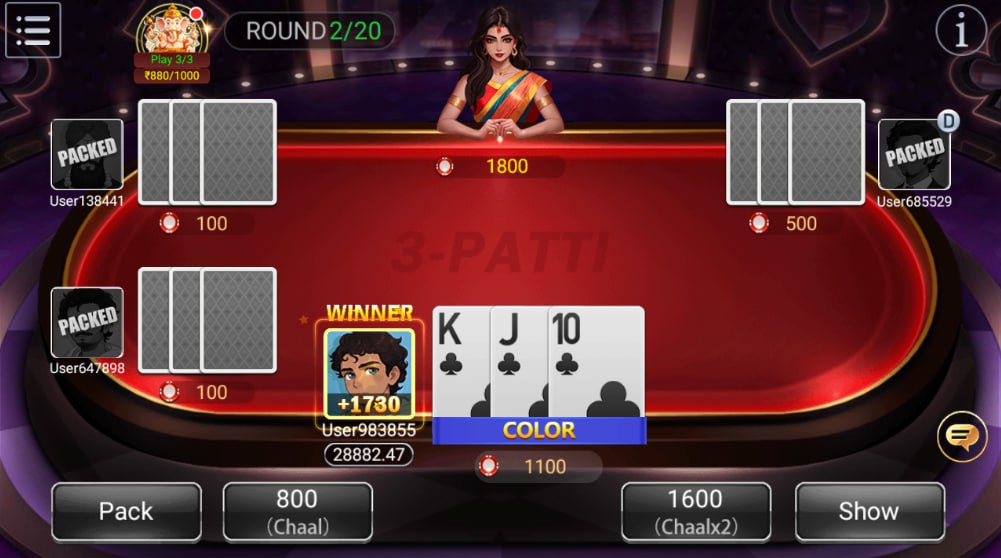 ROUND 2/20
Play 3/3
₹880/1000
i
D
PACKED
User138441
100
1800
PACKED
User685529
500
3-PATTI
PACKED
User647898
100
WINNER
+1730
User983855
28882.47
K
J
10
COLOR
1100
Pack
800
(Chaal)
1600
(Chaalx2)
Show